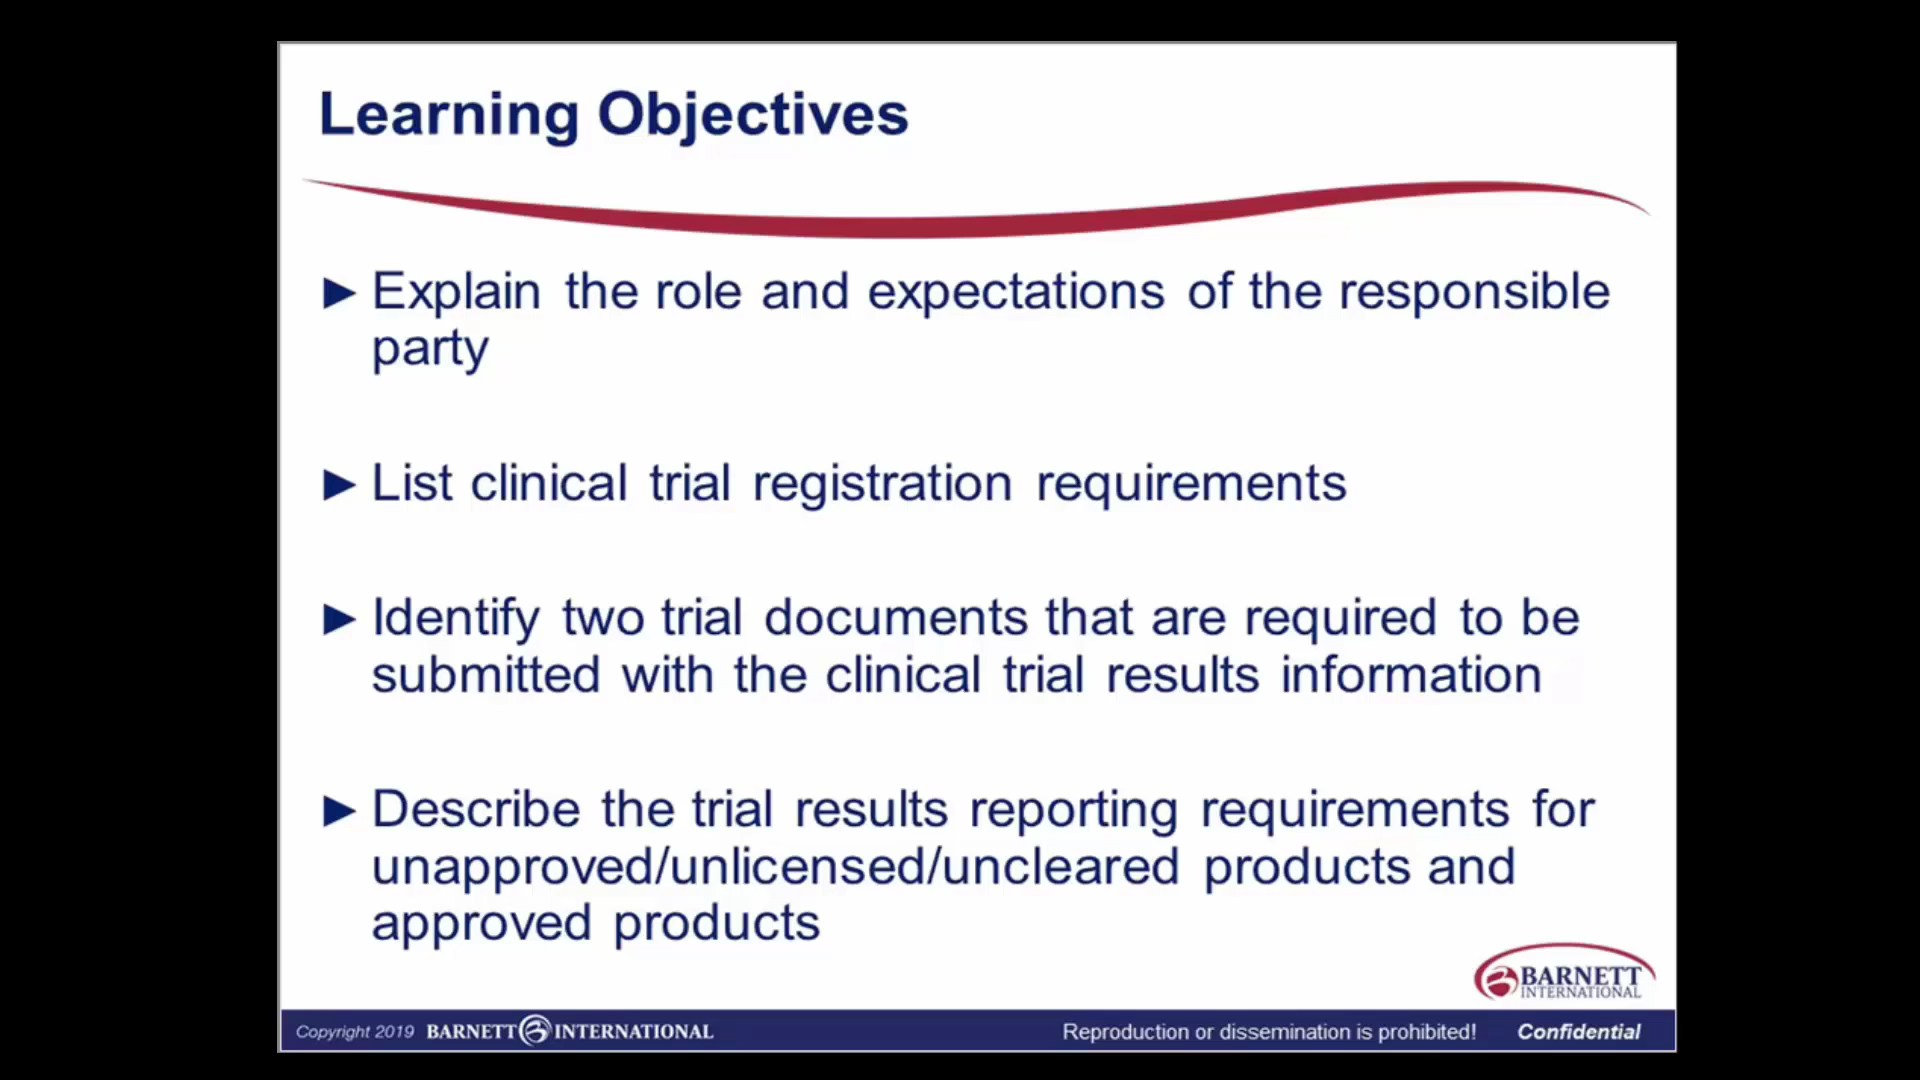 Learning Objectives
► Explain the role and expectations of the responsible
party
► List clinical trial registration requirements
► Identify two trial documents that are required to be
submitted with the clinical trial results information
► Describe the trial results reporting requirements for
unapproved/unlicensed/uncleared products and
approved products
BARNETT
INTERNATIONAL
Copyright 2019 BARNETT INTERNATIONAL Reproduction or dissemination is prohibited! Confidential